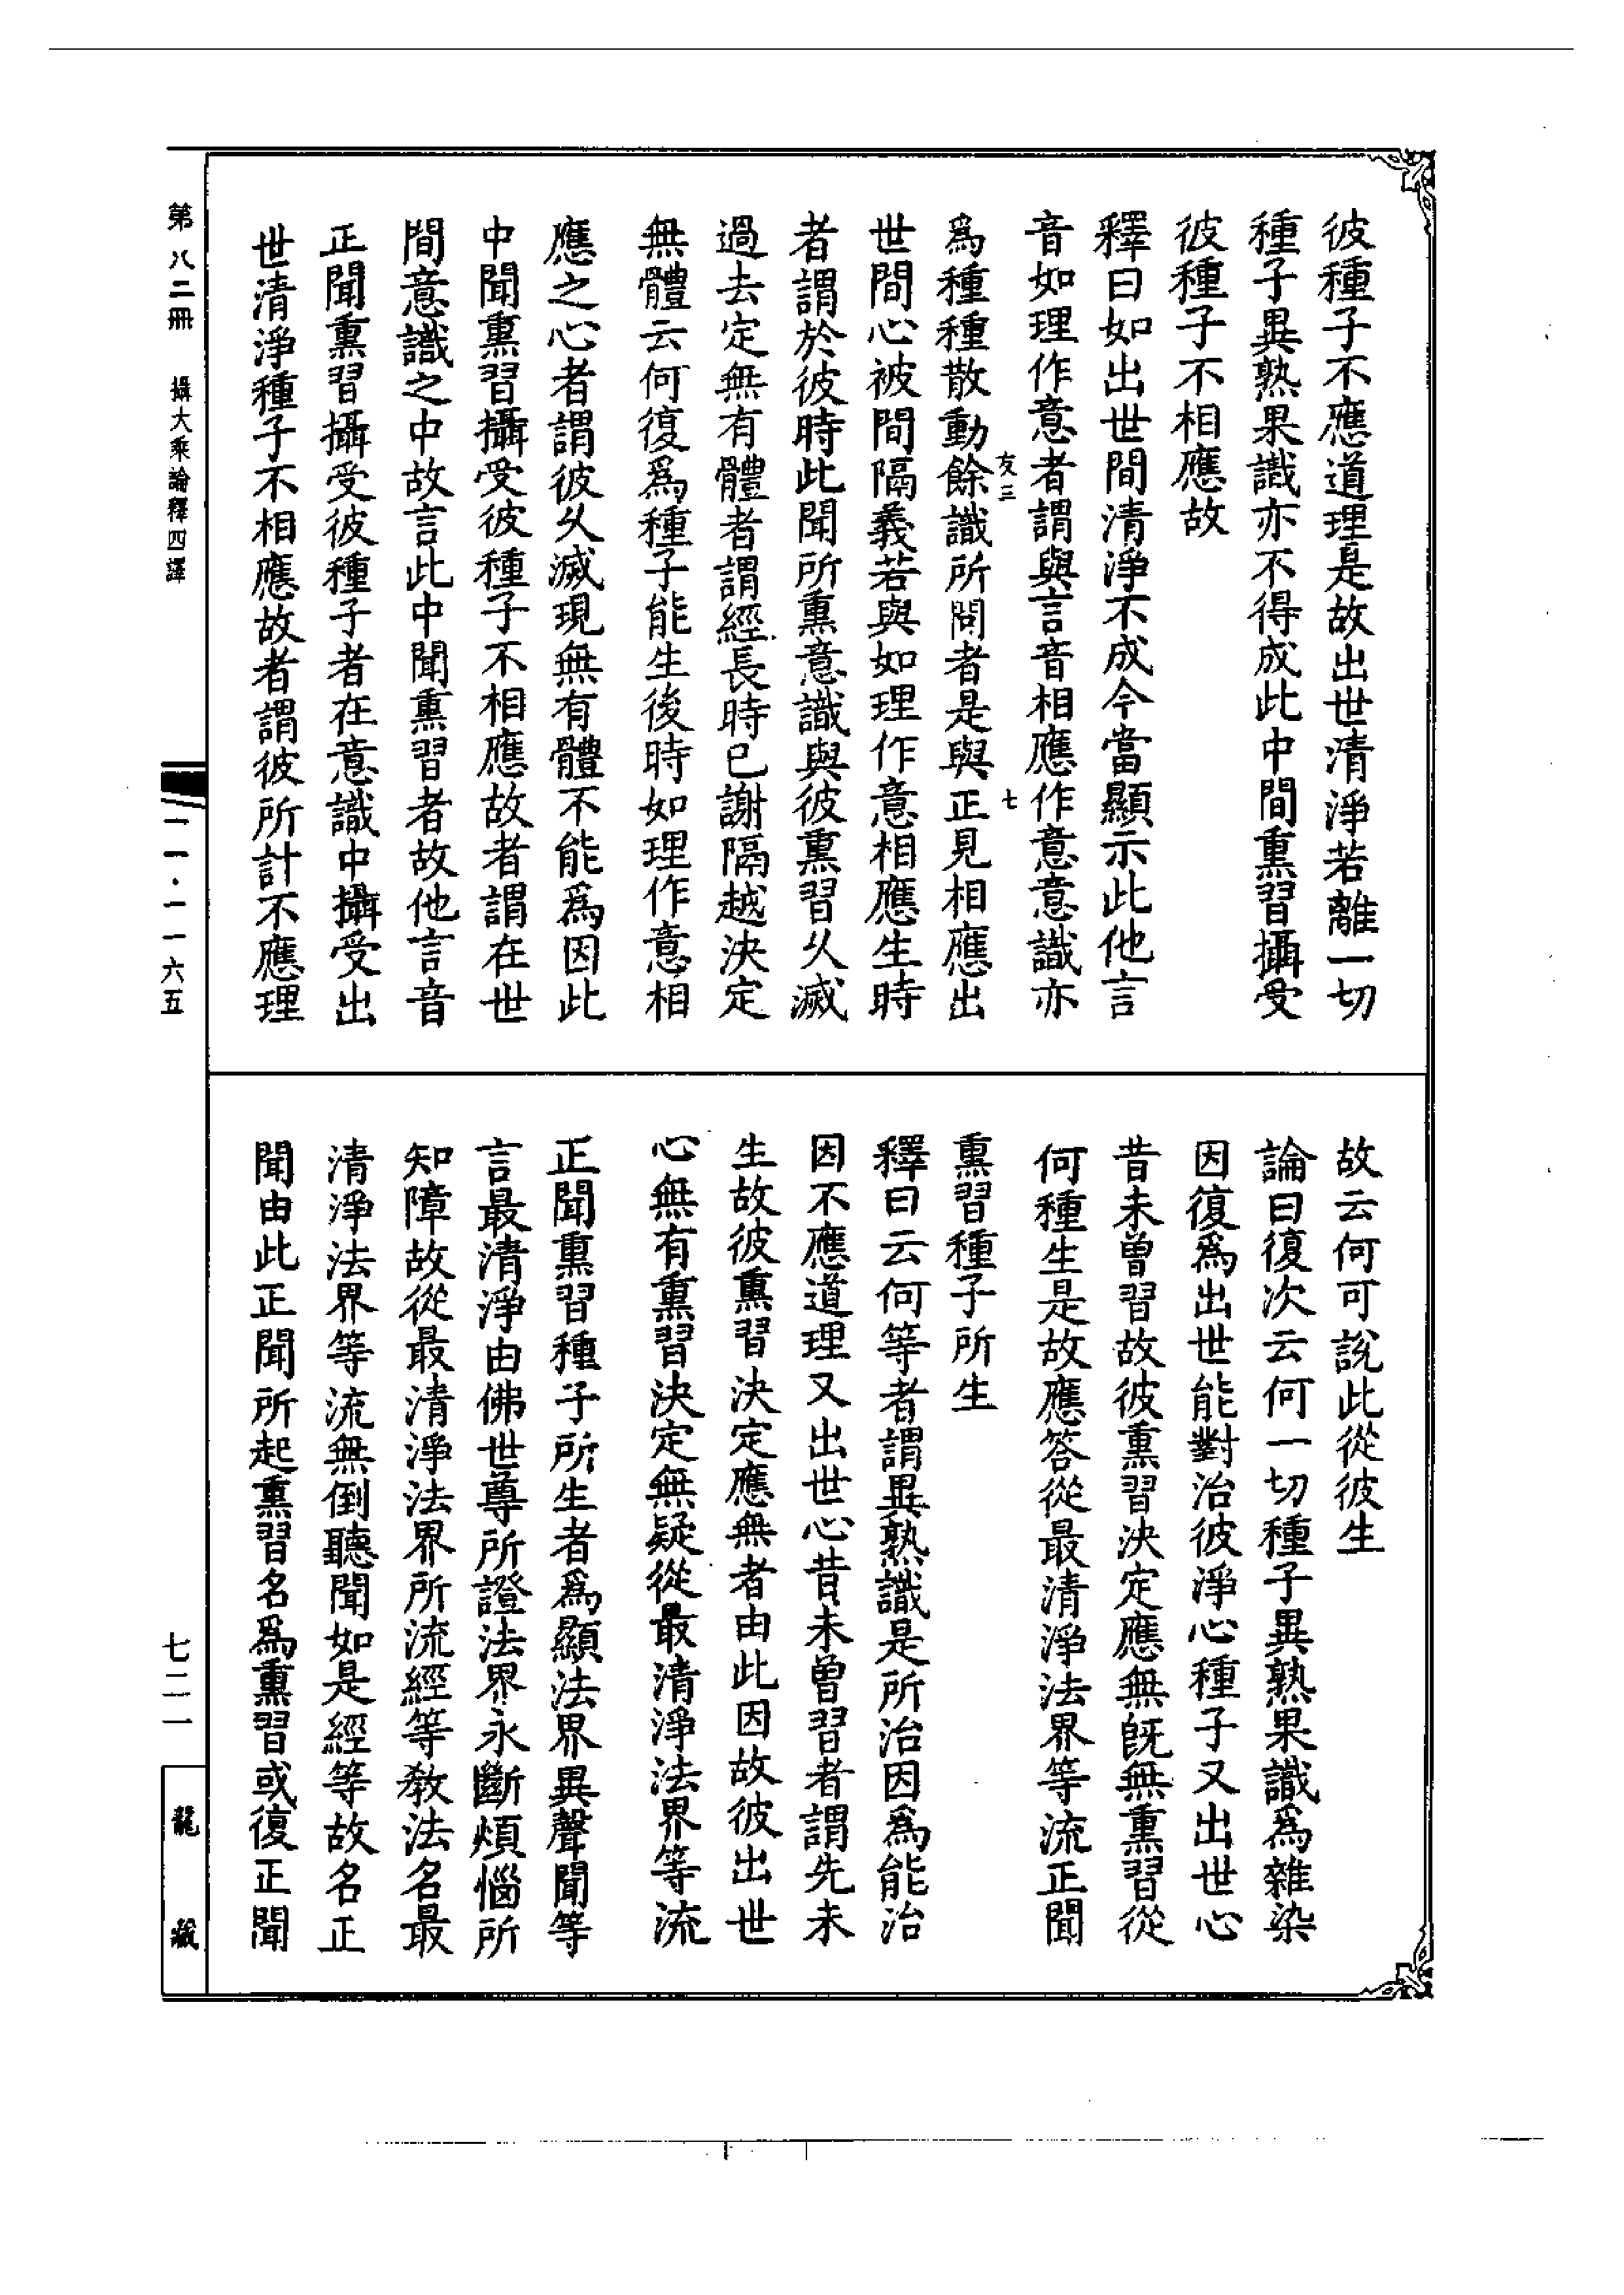 彼種子不應道理是故出世清淨若離一切
種子異熟果識亦不得成此中間熏習攝受
彼種子不相應故
釋曰如出世間清淨不成今當顯示此他言
音如理作意者謂與言音相應作意意識亦
爲種種散動餘識所問者是與正見相應出
友三
七
世間心被間隔義若與如理作意相應生時
者謂於彼時此聞所熏意識與彼熏習久滅
過去定無有體者謂經長時已謝隔越決定
無體云何復爲種子能生後時如理作意相
應之心者謂彼久滅現無有體不能爲因此
中聞熏習攝受彼種子不相應故者謂在世
間意識之中故言此中聞熏習者故他言音
正聞熏習攝受彼種子者在意識中攝受出
世清淨種子不相應故者謂彼所計不應理
故云何可說此從彼生
論曰復次云何一切種子異熟果識爲雜染
因復爲出世能對治彼淨心種子又出世心
昔未曾習故彼熏習決定應無既無熏習從
何種生是故應答從最清淨法界等流正聞
熏習種子所生
釋曰云何等者謂異熟識是所治因爲能治
因不應道理又出世心昔未曾習者謂先未
生故彼熏習決定應無者由此因故彼出世
心無有熏習決定無疑從最清淨法界等流
正聞熏習種子所生者爲顯法界異聲聞等
言最清淨由佛世尊所證法界永斷煩惱所
知障故從最清淨法界所流經等教法名最
清淨法界等流無倒聽聞如是經等故名正
聞由此正聞所起熏習名爲熏習或復正聞
第八二冊　攝大乘論釋四譯
一一·一一六五
七二一
龍藏